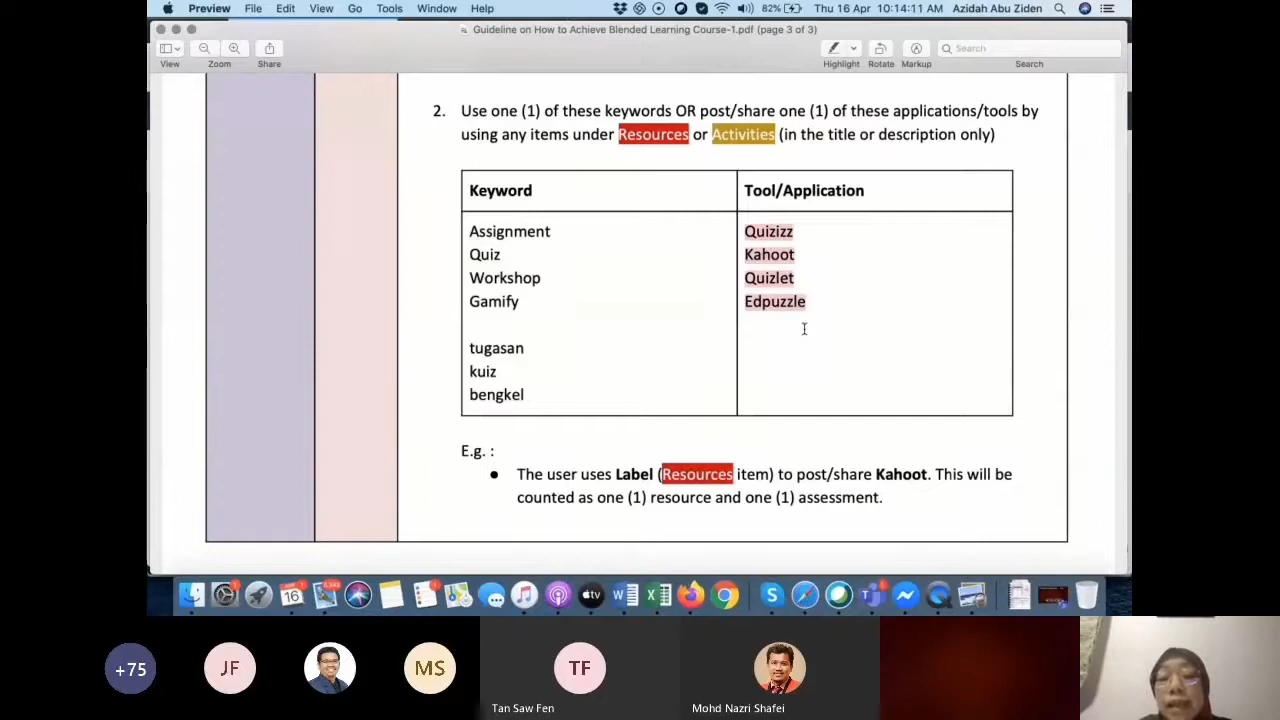 Preview File Edit View Go Tools Window Help 82% Thu 16 Apr 10:14:11 AM Azidah Abu Ziden
Guideline on How to Achieve Blended Learning Course-1.pdf (page 3 of 3)
View Zoom Share Highlight Rotate Markup Search
Search
2. Use one (1) of these keywords OR post/share one (1) of these applications/tools by
using any items under Resources or Activities (in the title or description only)
Keyword Tool/Application
Assignment Quizizz
Quiz Kahoot
Workshop Quizlet
Gamify Edpuzzle
tugasan
kuiz
bengkel
E.g. :
• The user uses Label (Resources item) to post/share Kahoot. This will be
counted as one (1) resource and one (1) assessment.
16
+75 JF MS TF
Tan Saw Fen Mohd Nazri Shafei